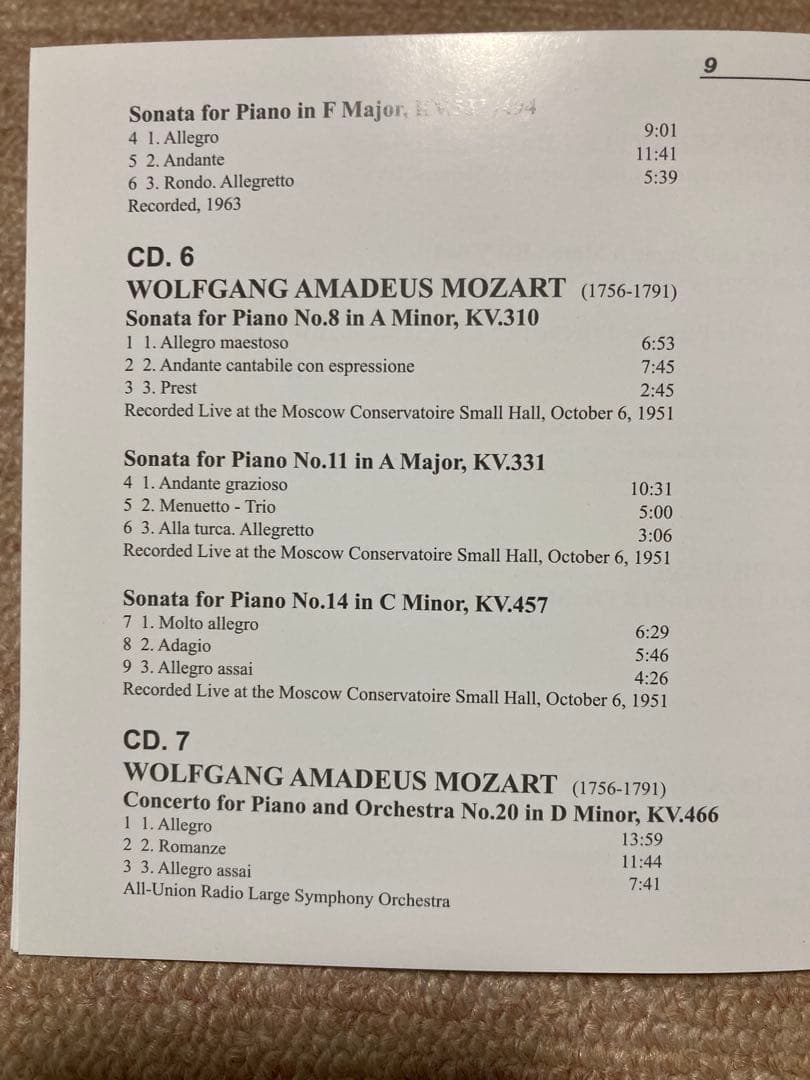 9
Sonata for Piano in F Major,
4 1. Allegro 9:01
5 2. Andante 11:41
6 3. Rondo. Allegretto 5:39
Recorded, 1963
CD. 6
WOLFGANG AMADEUS MOZART (1756-1791)
Sonata for Piano No.8 in A Minor, KV.310
1 1. Allegro maestoso 6:53
2 2. Andante cantabile con espressione 7:45
3 3. Prest 2:45
Recorded Live at the Moscow Conservatoire Small Hall, October 6, 1951
Sonata for Piano No.11 in A Major, KV.331
4 1. Andante grazioso 10:31
5 2. Menuetto - Trio 5:00
6 3. Alla turca. Allegretto 3:06
Recorded Live at the Moscow Conservatoire Small Hall, October 6, 1951
Sonata for Piano No.14 in C Minor, KV.457
7 1. Molto allegro 6:29
8 2. Adagio 5:46
9 3. Allegro assai 4:26
Recorded Live at the Moscow Conservatoire Small Hall, October 6, 1951
CD. 7
WOLFGANG AMADEUS MOZART (1756-1791)
Concerto for Piano and Orchestra No.20 in D Minor, KV.466
1 1. Allegro 13:59
2 2. Romanze 11:44
3 3. Allegro assai 7:41
All-Union Radio Large Symphony Orchestra